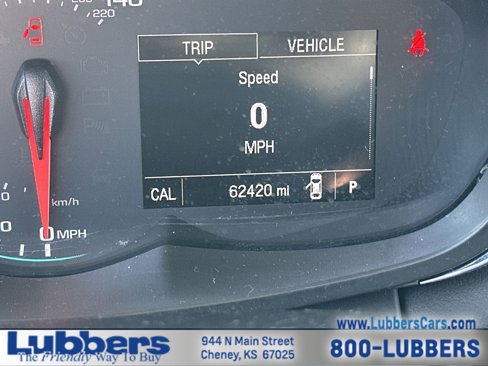 140
220
TRIP
VEHICLE
Speed
0
MPH
CAL
62420 mi
P
km/h
0
0 MPH
Lubbers
The Friendly Way To Buy
944 N Main Street
Cheney, KS 67025
www.LubbersCars.com
800-LUBBERS